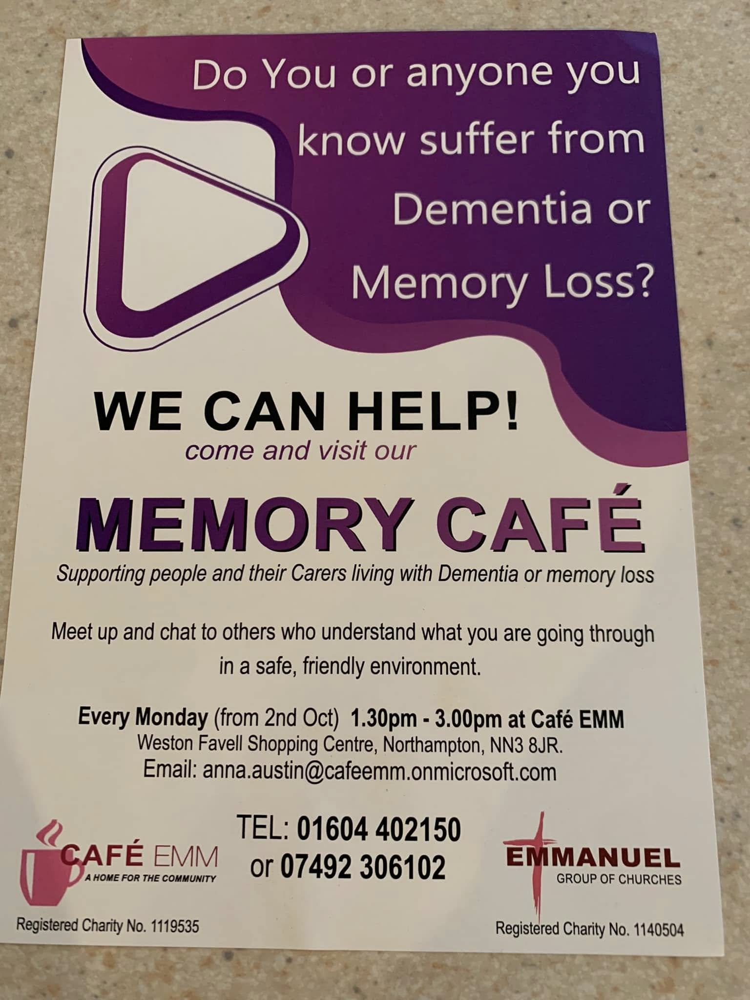 Do You or anyone you
know suffer from
Dementia or
Memory Loss?
WE CAN HELP!
come and visit our
MEMORY CAFÉ
Supporting people and their Carers living with Dementia or memory loss
Meet up and chat to others who understand what you are going through
in a safe, friendly environment.
Every Monday (from 2nd Oct) 1.30pm - 3.00pm at Café EMM
Weston Favell Shopping Centre, Northampton, NN3 8JR.
Email: anna.austin@cafeemm.onmicrosoft.com
TEL: 01604 402150
or 07492 306102
CAFÉ EMM
A HOME FOR THE COMMUNITY
Registered Charity No. 1119535
EMMANUEL
GROUP OF CHURCHES
Registered Charity No. 1140504